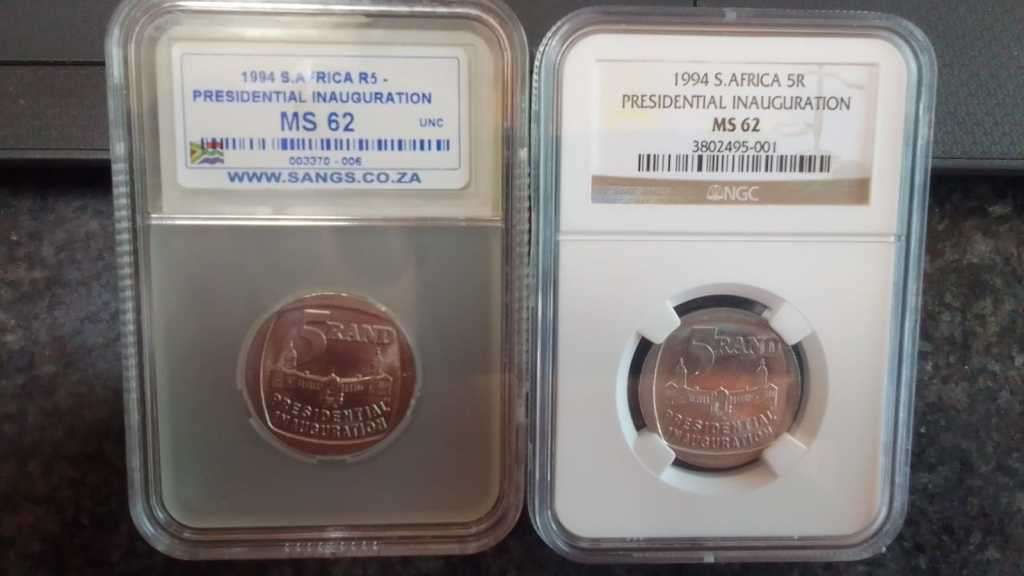 1994 S.AFRICA R5 -
PRESIDENTIAL INAUGURATION
MS 62 UNC
003370 - 006
WWW.SANGS.CO.ZA
5 RAND
PRESIDENTIAL
INAUGURATION
1994 S.AFRICA 5R
PRESIDENTIAL INAUGURATION
MS 62
3802495-001
NGC
5 RAND
PRESIDENTIAL
INAUGURATION